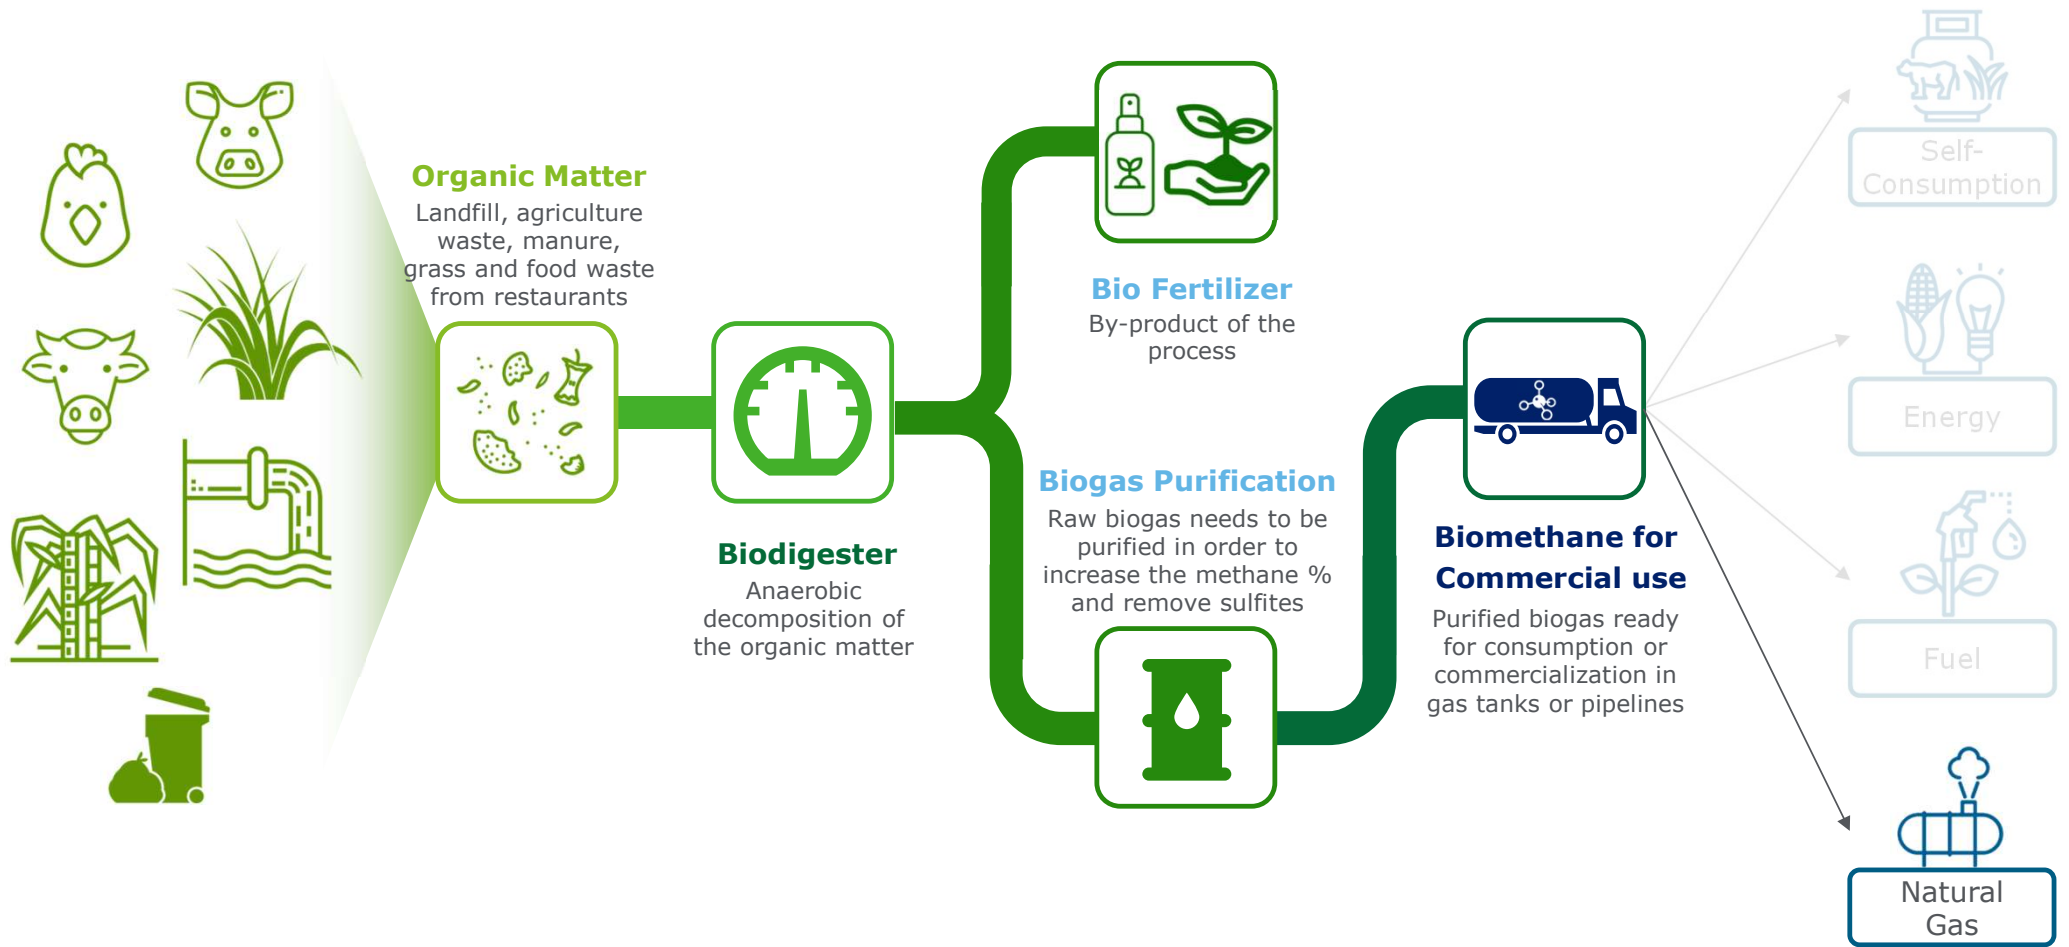 Organic Matter
Landfill, agriculture
waste, manure,
grass and food waste
from restaurants
Biodigester
Anaerobic
decomposition of
the organic matter
Bio Fertilizer
By-product of the
process
Biogas Purification
Raw biogas needs to be
purified in order to
increase the methane %
and remove sulfites
Biomethane for
Commercial use
Purified biogas ready
for consumption or
commercialization in
gas tanks or pipelines
Self-
Consumption
Energy
Fuel
Natural
Gas